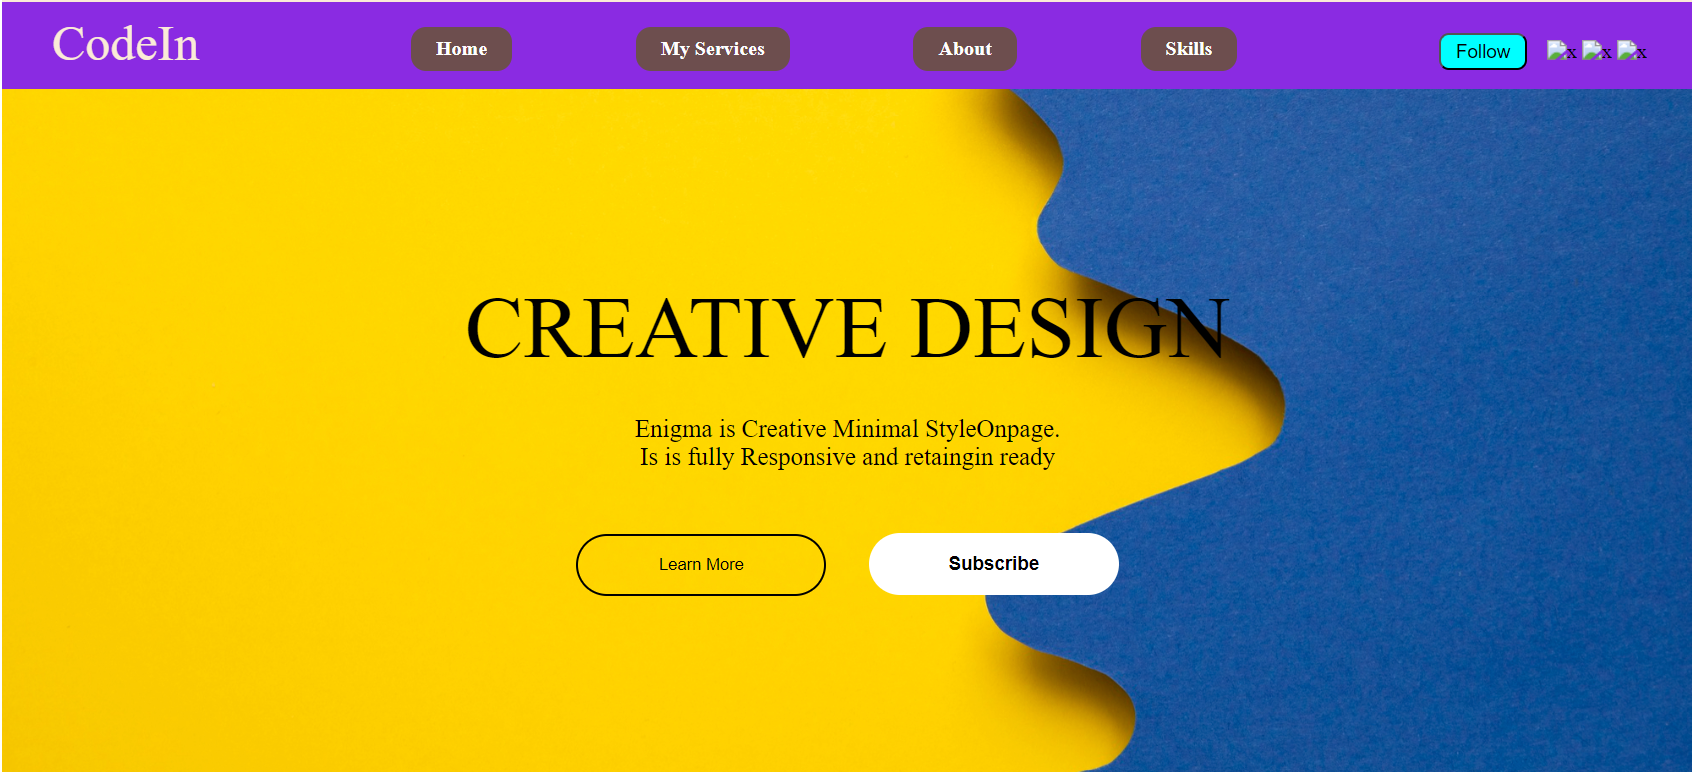 CodeIn
Home
My Services
About
Skills
Follow
x
x
x
CREATIVE DESIGN
Enigma is Creative Minimal StyleOnpage.
Is is fully Responsive and retaingin ready
Learn More
Subscribe